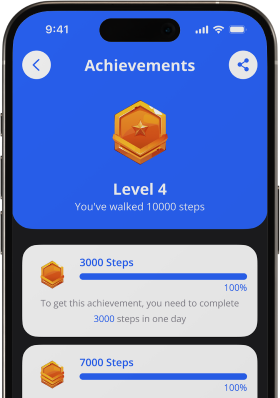 9:41
Achievements
Level 4
You've walked 10000 steps
3000 Steps
100%
To get this achievement, you need to complete
3000 steps in one day
7000 Steps
100%